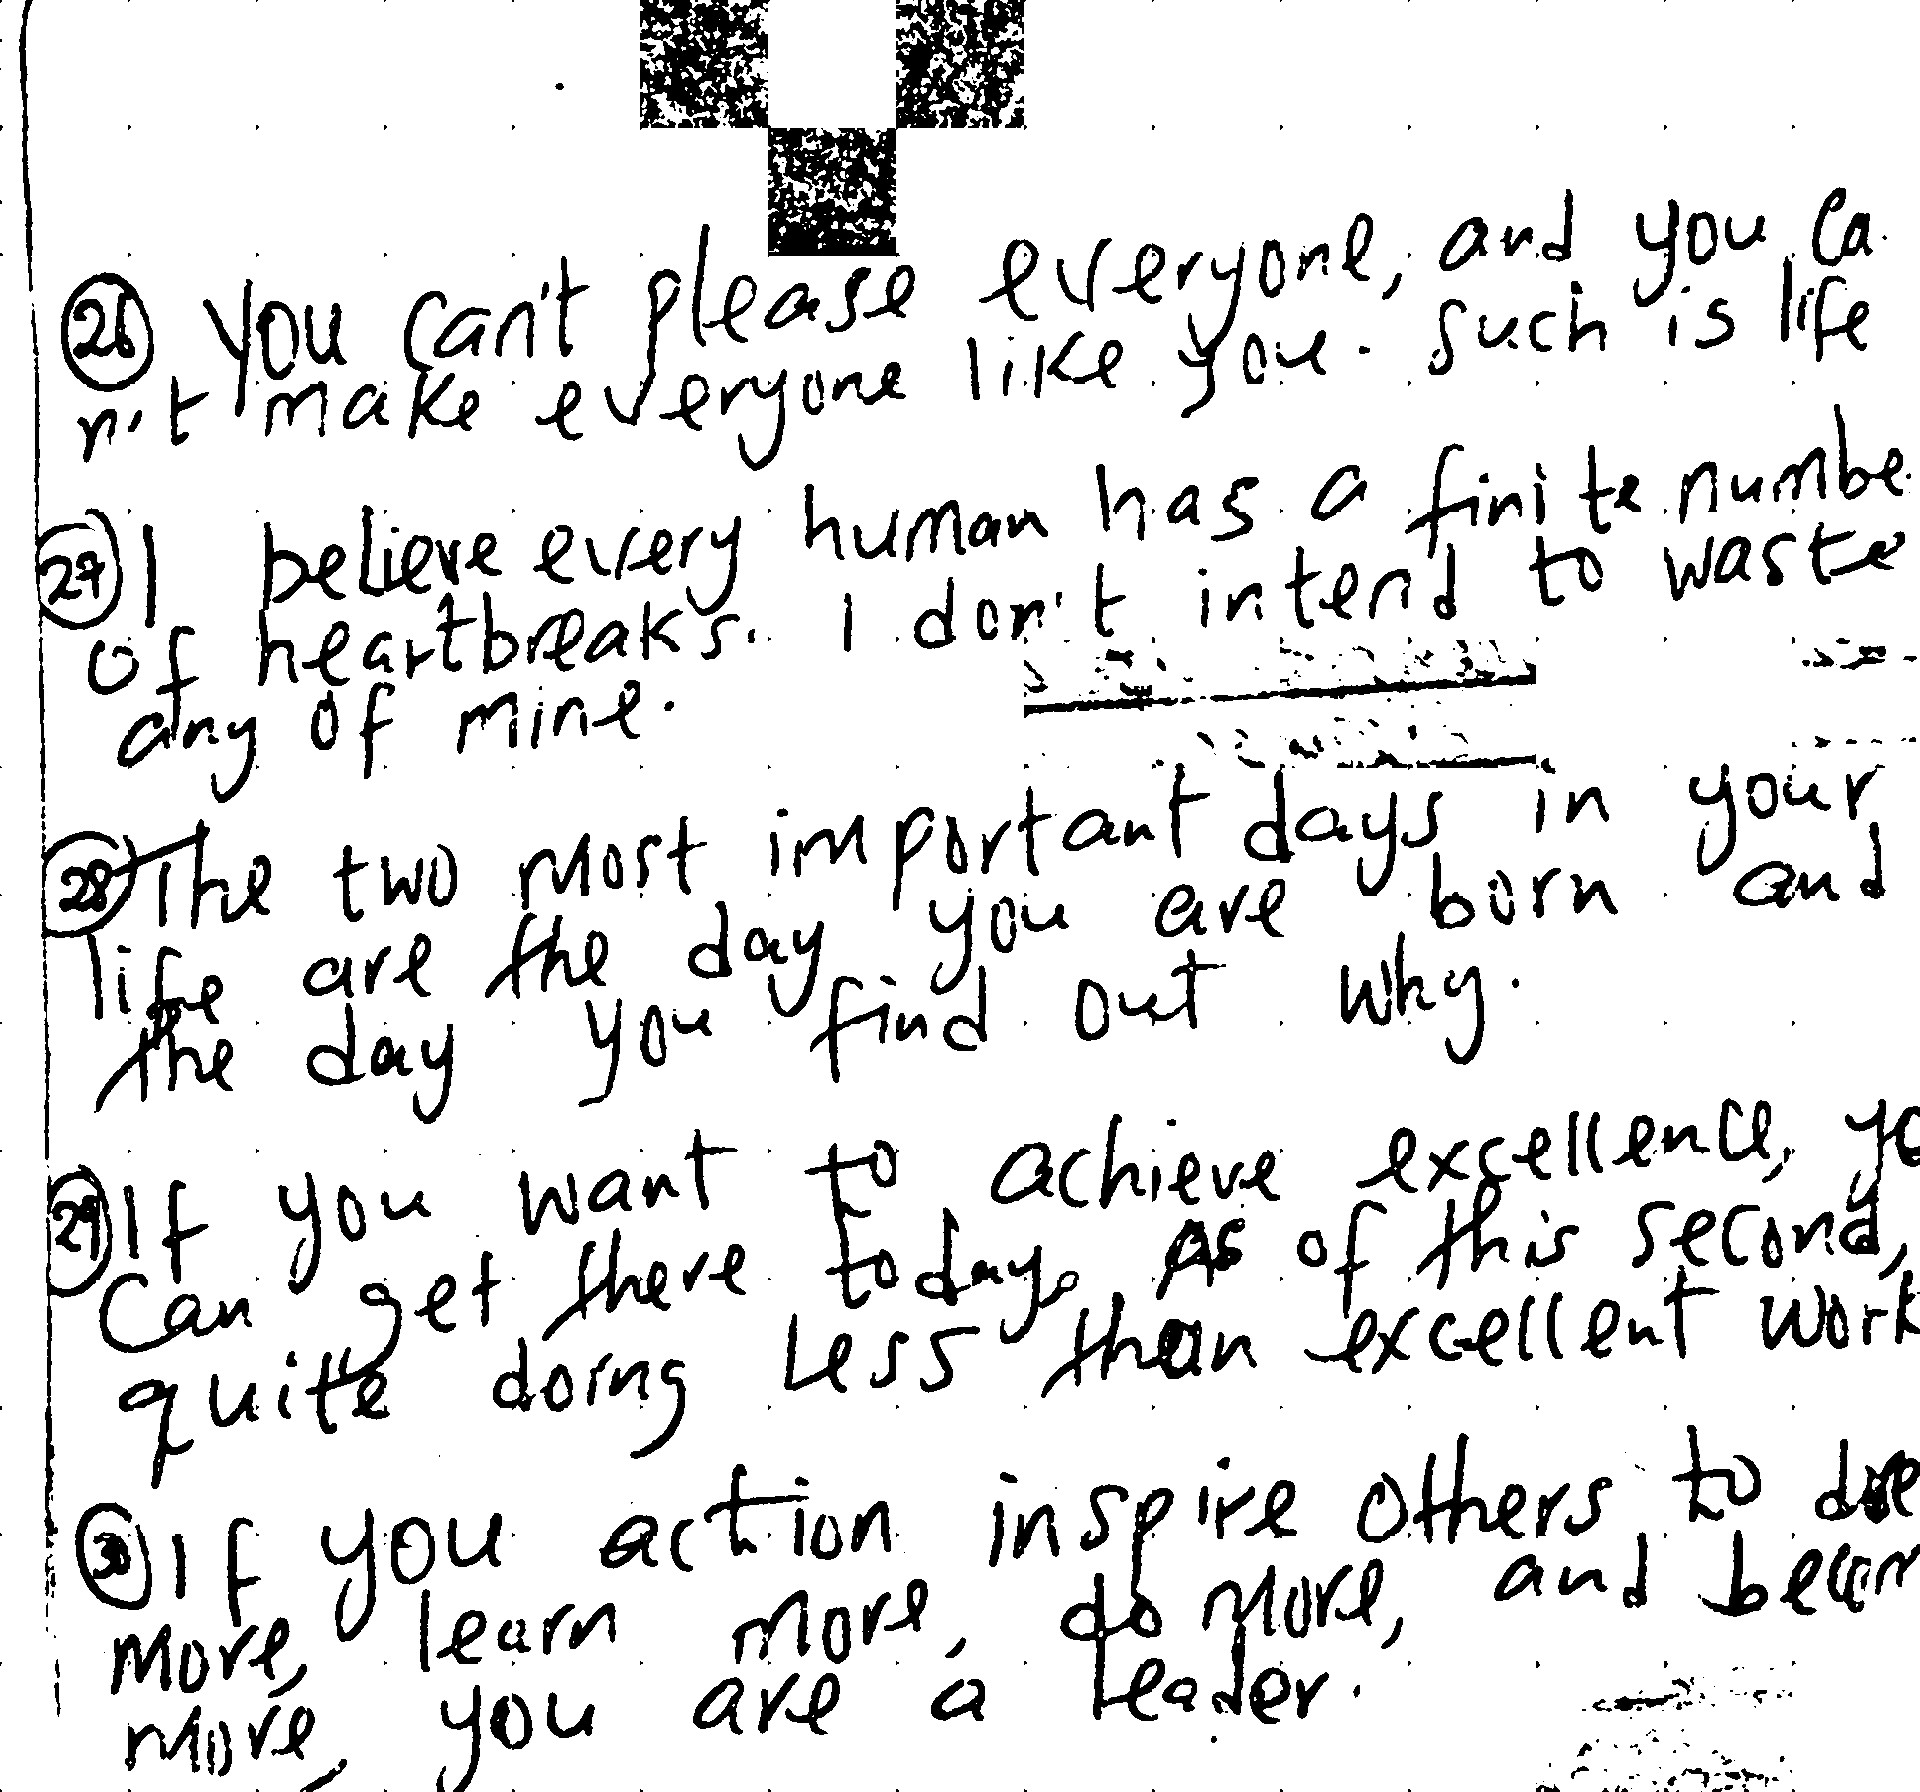 26 You can't please everyone, and you ca
n't make everyone like you. Such is life
27 I believe every human has a finite numbe
of heartbreaks. I don't intend to waste
any of mine.
28 The two most important days in your
life are the day you are born and
the day you find out why.
29 If you want to achieve excellence, yo
Can get there today. As of this second,
quite doing less than excellent work
30 If you action inspire others to dre
more, learn more, do more, and becom
more, you are a leader.